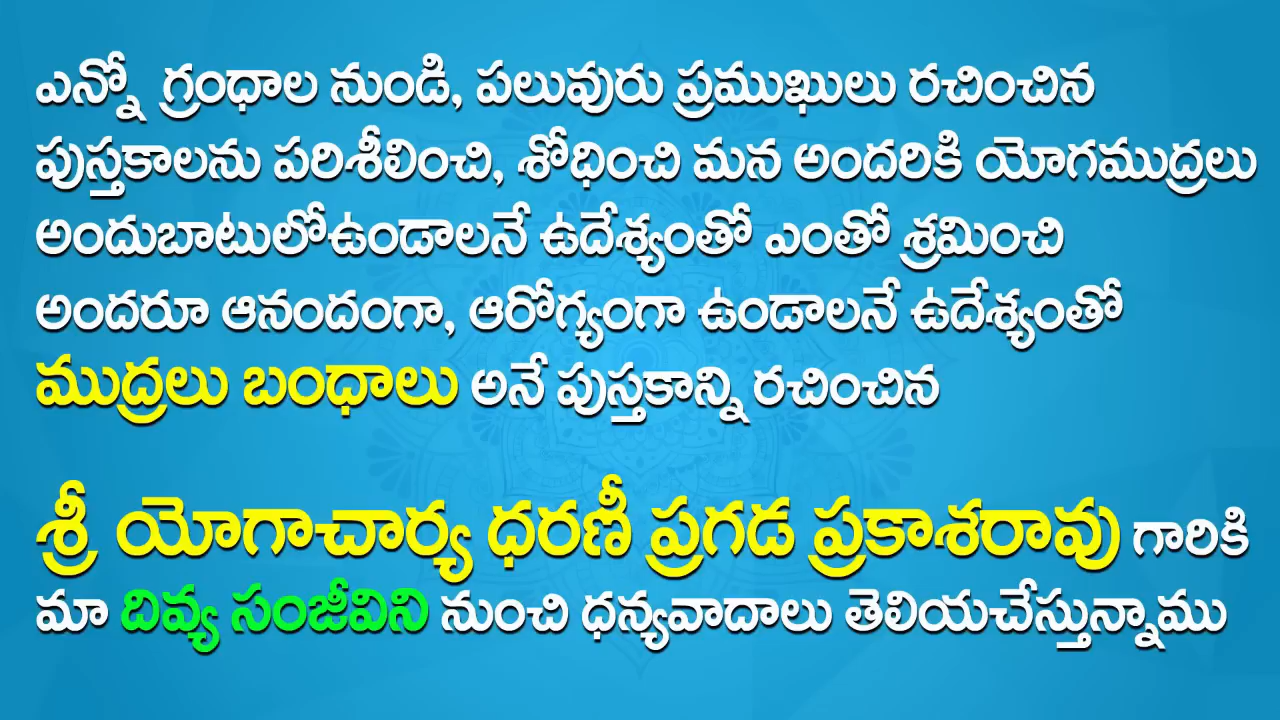 ఎన్నో గ్రంధాల నుండి, పలువురు ప్రముఖులు రచించిన
పుస్తకాలను పరిశీలించి, శోధించి మన అందరికి యోగముద్రలు
అందుబాటులోఉండాలనే ఉదేశ్యంతో ఎంతో శ్రమించి
అందరూ ఆనందంగా, ఆరోగ్యంగా ఉండాలనే ఉదేశ్యంతో
ముద్రలు బంధాలు అనే పుస్తకాన్ని రచించిన
శ్రీ యోగాచార్య ధరణీ ప్రగడ ప్రకాశరావు గారికి
మా దివ్య సంజీవిని నుంచి ధన్యవాదాలు తెలియచేస్తున్నాము